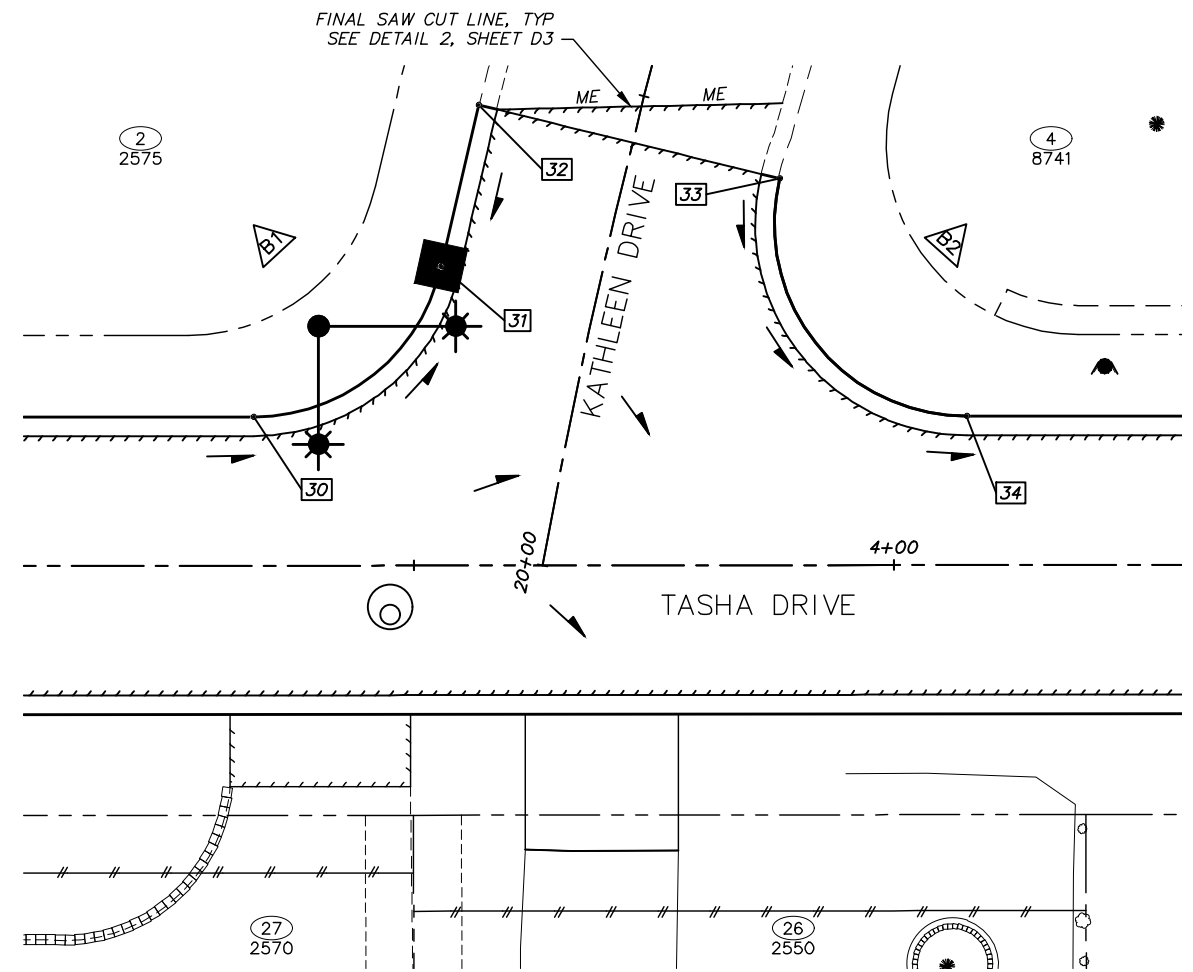 FINAL SAW CUT LINE, TYP
SEE DETAIL 2, SHEET D3
ME
ME
2
2575
4
8741
32
33
B1
B2
KATHLEEN DRIVE
31
30
34
20+00
4+00
TASHA DRIVE
27
2570
26
2550